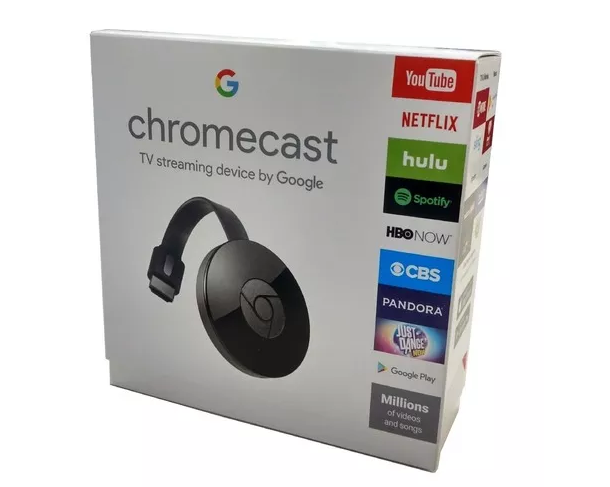 G
chromecast
TV streaming device by Google
YouTube
NETFLIX
hulu
Spotify
HBO NOW
CBS
PANDORA
JUST
DANCE
NOW
Google Play
Millions
of videos
and songs